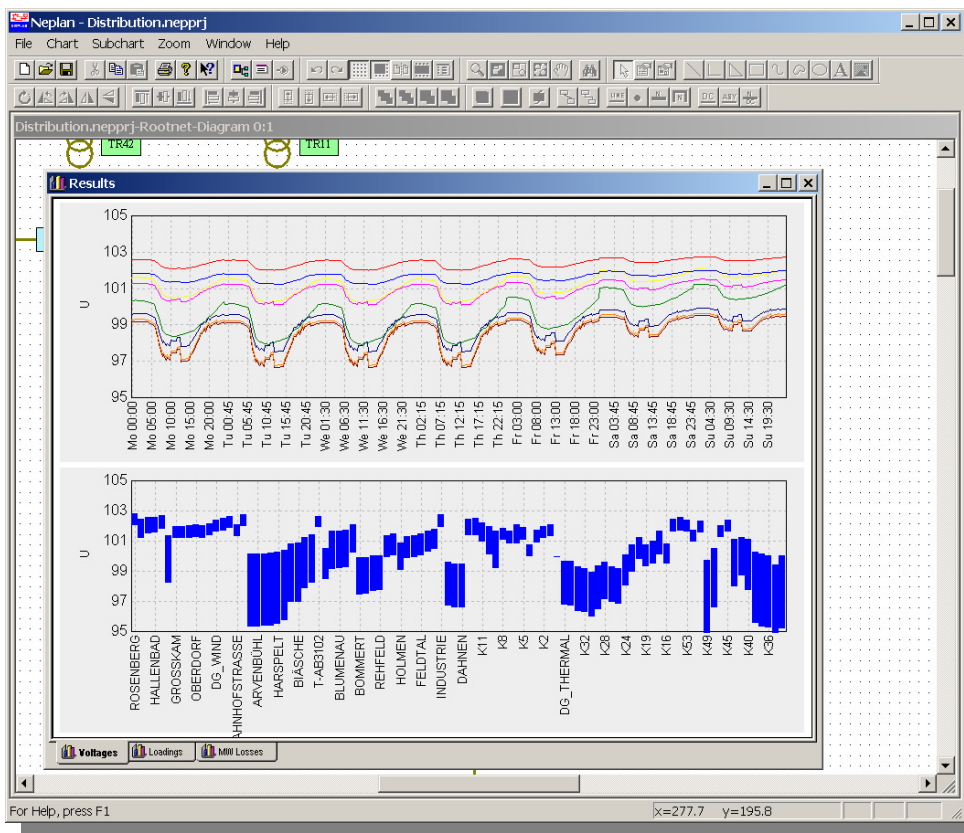 Neplan - Distribution.nepprj
File Chart Subchart Zoom Window Help
LINE DC ASY
Distribution.nepprj-Rootnet-Diagram 0:1
TR42 TR11
Results
105
103
101
99
97
95
U
Mo 00:00 Mo 05:00 Mo 10:00 Mo 15:00 Mo 20:00 Tu 00:45 Tu 05:45 Tu 10:45 Tu 15:45 Tu 20:45 We 01:30 We 06:30 We 11:30 We 16:30 We 21:30 Th 02:15 Th 07:15 Th 12:15 Th 17:15 Th 22:15 Fr 03:00 Fr 08:00 Fr 13:00 Fr 18:00 Fr 23:00 Sa 03:45 Sa 08:45 Sa 13:45 Sa 18:45 Sa 23:45 Su 04:30 Su 09:30 Su 14:30 Su 19:30
105
103
101
99
97
95
U
ROSENBERG HALLENBAD GROSSKAM OBERDORF DG_WIND AHNHOFSTRASSE ARVENBÜHL HARSPELT BIÄSCHE T-AB3102 BLUMENAU BOMMERT REHFELD HOLMEN FELDTAL INDUSTRIE DAHNEN K11 K8 K5 K2 DG_THERMAL K32 K28 K24 K19 K16 K53 K49 K45 K40 K36
Voltages Loadings MW Losses
For Help, press F1 x=277.7 y=195.8